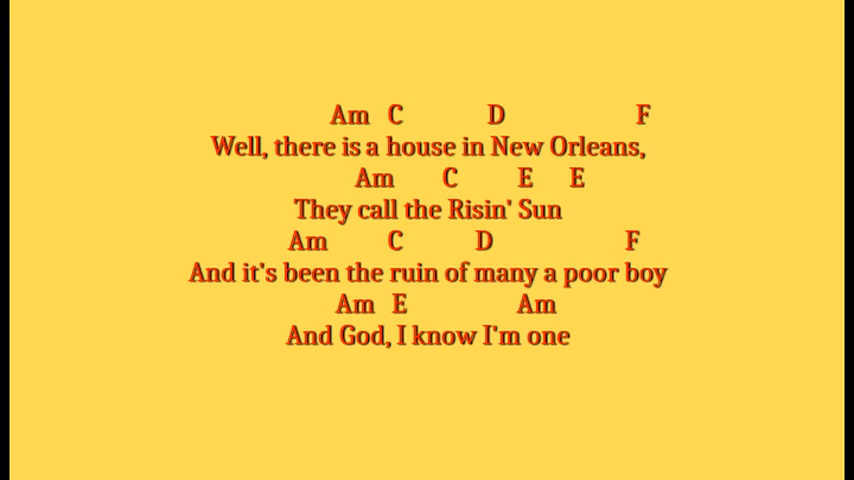 Am C D F
Well, there is a house in New Orleans,
Am C E E
They call the Risin' Sun
Am C D F
And it's been the ruin of many a poor boy
Am E Am
And God, I know I'm one